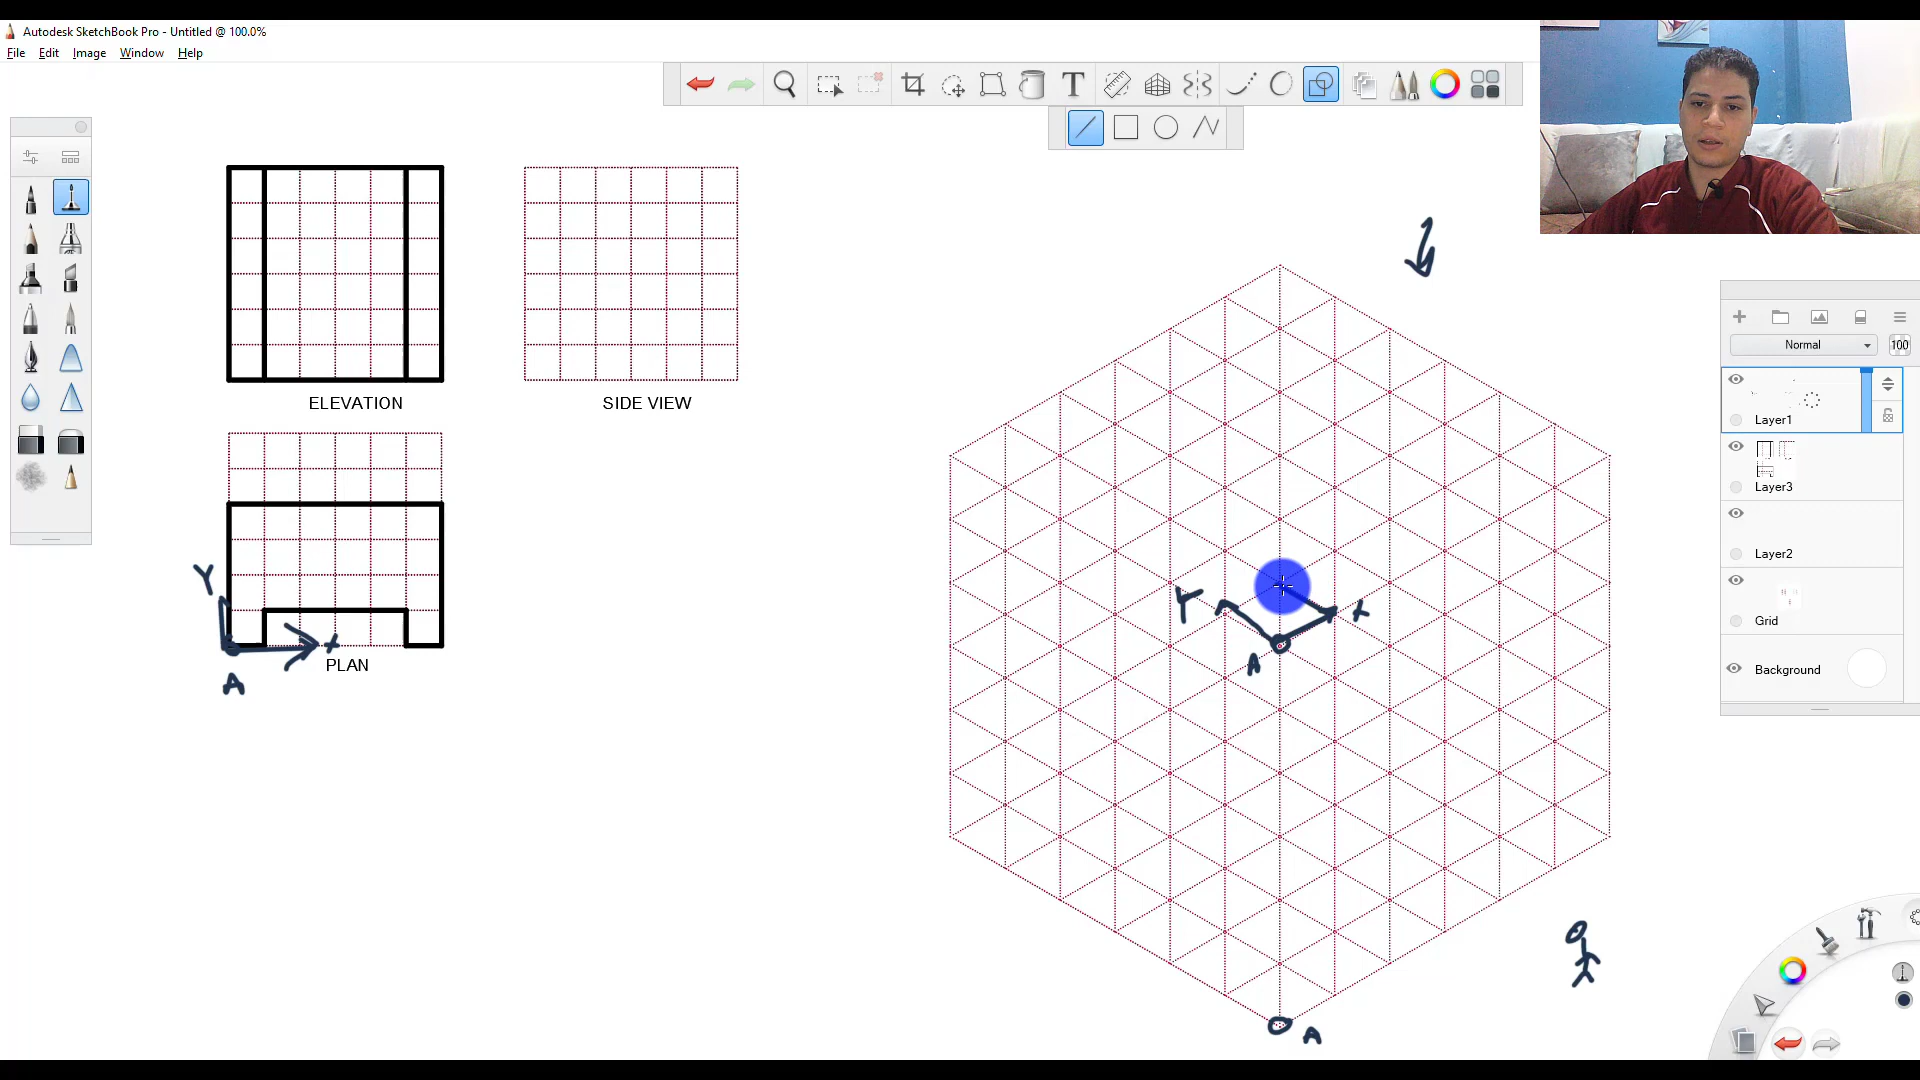 Autodesk SketchBook Pro - Untitled @ 100.0%
File Edit Image Window Help
T
ELEVATION
SIDE VIEW
Y
x
PLAN
A
Y
x
A
A
Normal
100
Layer1
Layer3
Layer2
Grid
Background